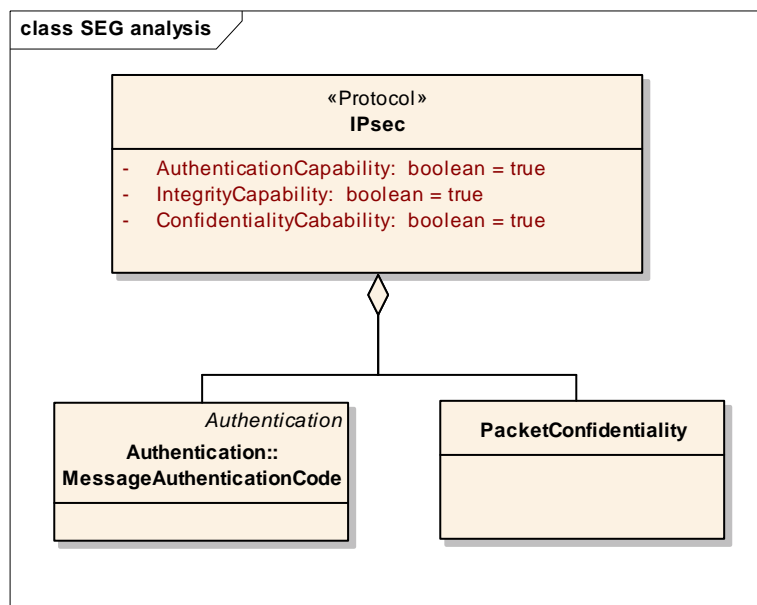 class SEG analysis
«Protocol»
IPsec
- AuthenticationCapability: boolean = true
- IntegrityCapability: boolean = true
- ConfidentialityCabability: boolean = true
Authentication
Authentication::
MessageAuthenticationCode
PacketConfidentiality